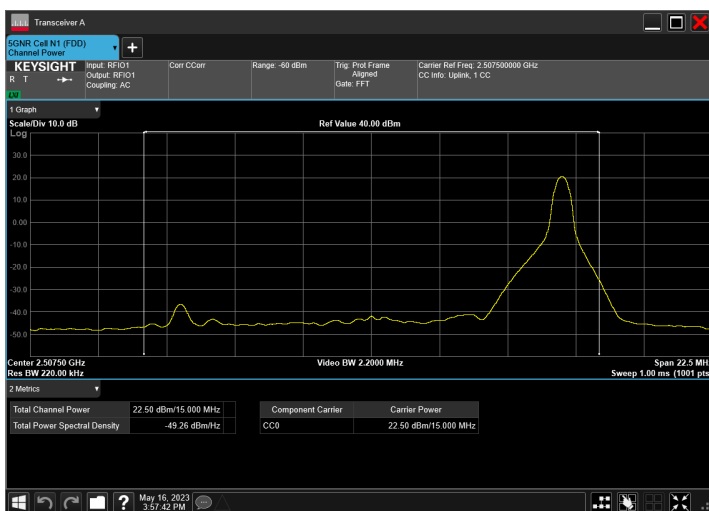 Transceiver A
5GNR Cell N1 (FDD)
Channel Power
KEYSIGHT
R T
LXI
Input: RFIO1
Output: RFIO1
Coupling: AC
Corr CCorr
Range: -60 dBm
Trig: Prot Frame
Aligned
Gate: FFT
Carrier Ref Freq: 2.507500000 GHz
CC Info: Uplink, 1 CC
1 Graph
Scale/Div 10.0 dB
Ref Value 40.00 dBm
Log
30.0
20.0
10.0
0.00
-10.0
-20.0
-30.0
-40.0
-50.0
Center 2.50750 GHz
Video BW 2.2000 MHz
Span 22.5 MH
Res BW 220.00 kHz
Sweep 1.00 ms (1001 pts
2 Metrics
Total Channel Power 22.50 dBm/15.000 MHz
Total Power Spectral Density -49.26 dBm/Hz
Component Carrier Carrier Power
CC0 22.50 dBm/15.000 MHz
May 16, 2023
3:57:42 PM